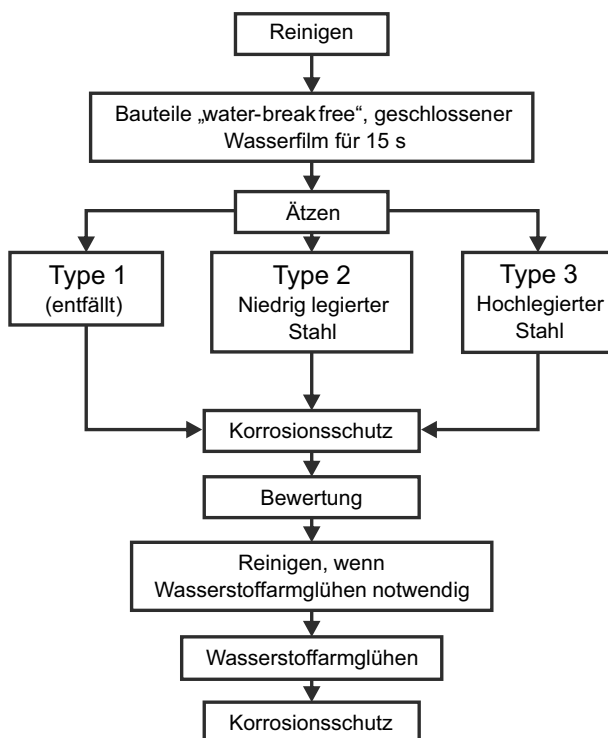 Reinigen
Bauteile „water-break free“, geschlossener
Wasserfilm für 15 s
Ätzen
Type 1
(entfällt)
Type 2
Niedrig legierter
Stahl
Type 3
Hochlegierter
Stahl
Korrosionsschutz
Bewertung
Reinigen, wenn
Wasserstoffarmglühen notwendig
Wasserstoffarmglühen
Korrosionsschutz